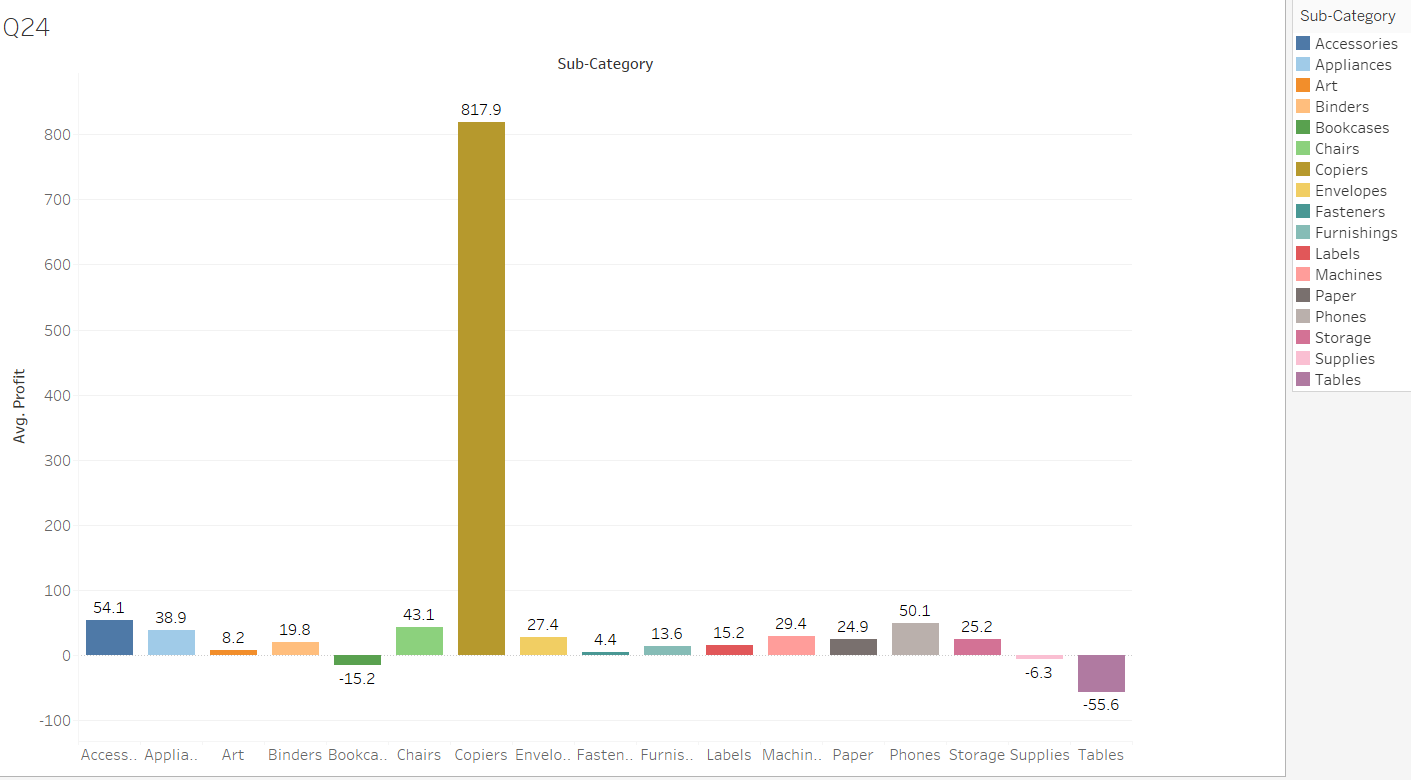 Q24
Sub-Category
Avg. Profit
800
700
600
500
400
300
200
100
0
-100
54.1
38.9
8.2
19.8
-15.2
43.1
817.9
27.4
4.4
13.6
15.2
29.4
24.9
50.1
25.2
-6.3
-55.6
Access.. Applia.. Art Binders Bookca.. Chairs Copiers Envelo.. Fasten.. Furnis.. Labels Machin.. Paper Phones Storage Supplies Tables
Sub-Category
Accessories
Appliances
Art
Binders
Bookcases
Chairs
Copiers
Envelopes
Fasteners
Furnishings
Labels
Machines
Paper
Phones
Storage
Supplies
Tables